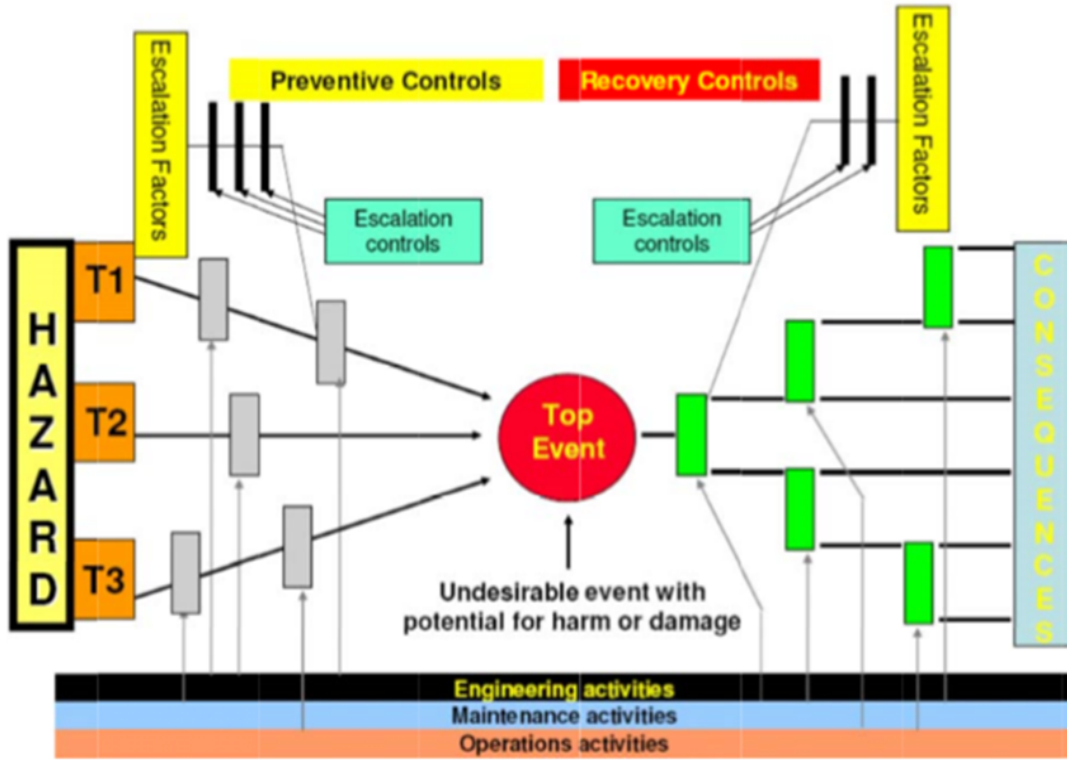 Escalation Factors
Preventive Controls
Recovery Controls
Escalation Factors
Escalation
controls
Escalation
controls
HAZARD
T1
T2
T3
Top
Event
CONSEQUENCES
Undesirable event with
potential for harm or damage
Engineering activities
Maintenance activities
Operations activities